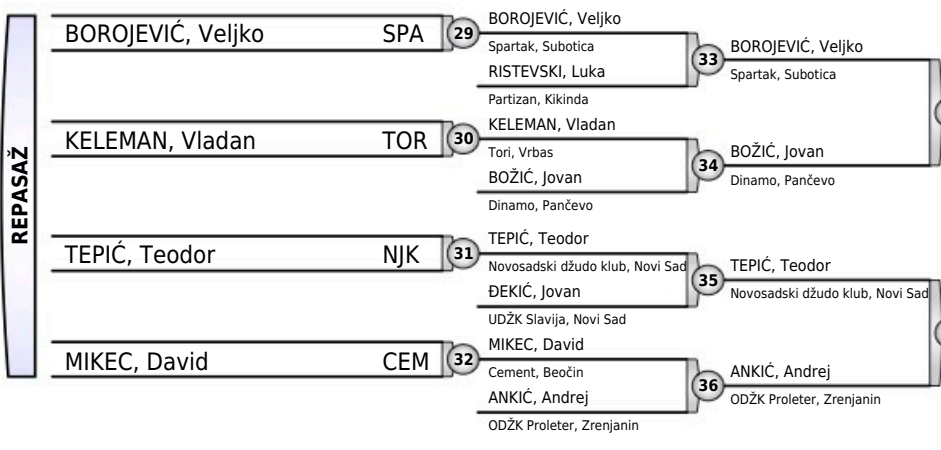 REPASAŽ
BOROJEVIĆ, Veljko SPA 29
KELEMAN, Vladan TOR 30
TEPIĆ, Teodor NJK 31
MIKEC, David CEM 32
BOROJEVIĆ, Veljko
Spartak, Subotica
RISTEVSKI, Luka
Partizan, Kikinda
33
KELEMAN, Vladan
Tori, Vrbas
BOŽIĆ, Jovan
Dinamo, Pančevo
34
TEPIĆ, Teodor
Novosadski džudo klub, Novi Sad
ĐEKIĆ, Jovan
UDŽK Slavija, Novi Sad
35
MIKEC, David
Cement, Beočin
ANKIĆ, Andrej
ODŽK Proleter, Zrenjanin
36
BOROJEVIĆ, Veljko
Spartak, Subotica
BOŽIĆ, Jovan
Dinamo, Pančevo
TEPIĆ, Teodor
Novosadski džudo klub, Novi Sad
ANKIĆ, Andrej
ODŽK Proleter, Zrenjanin